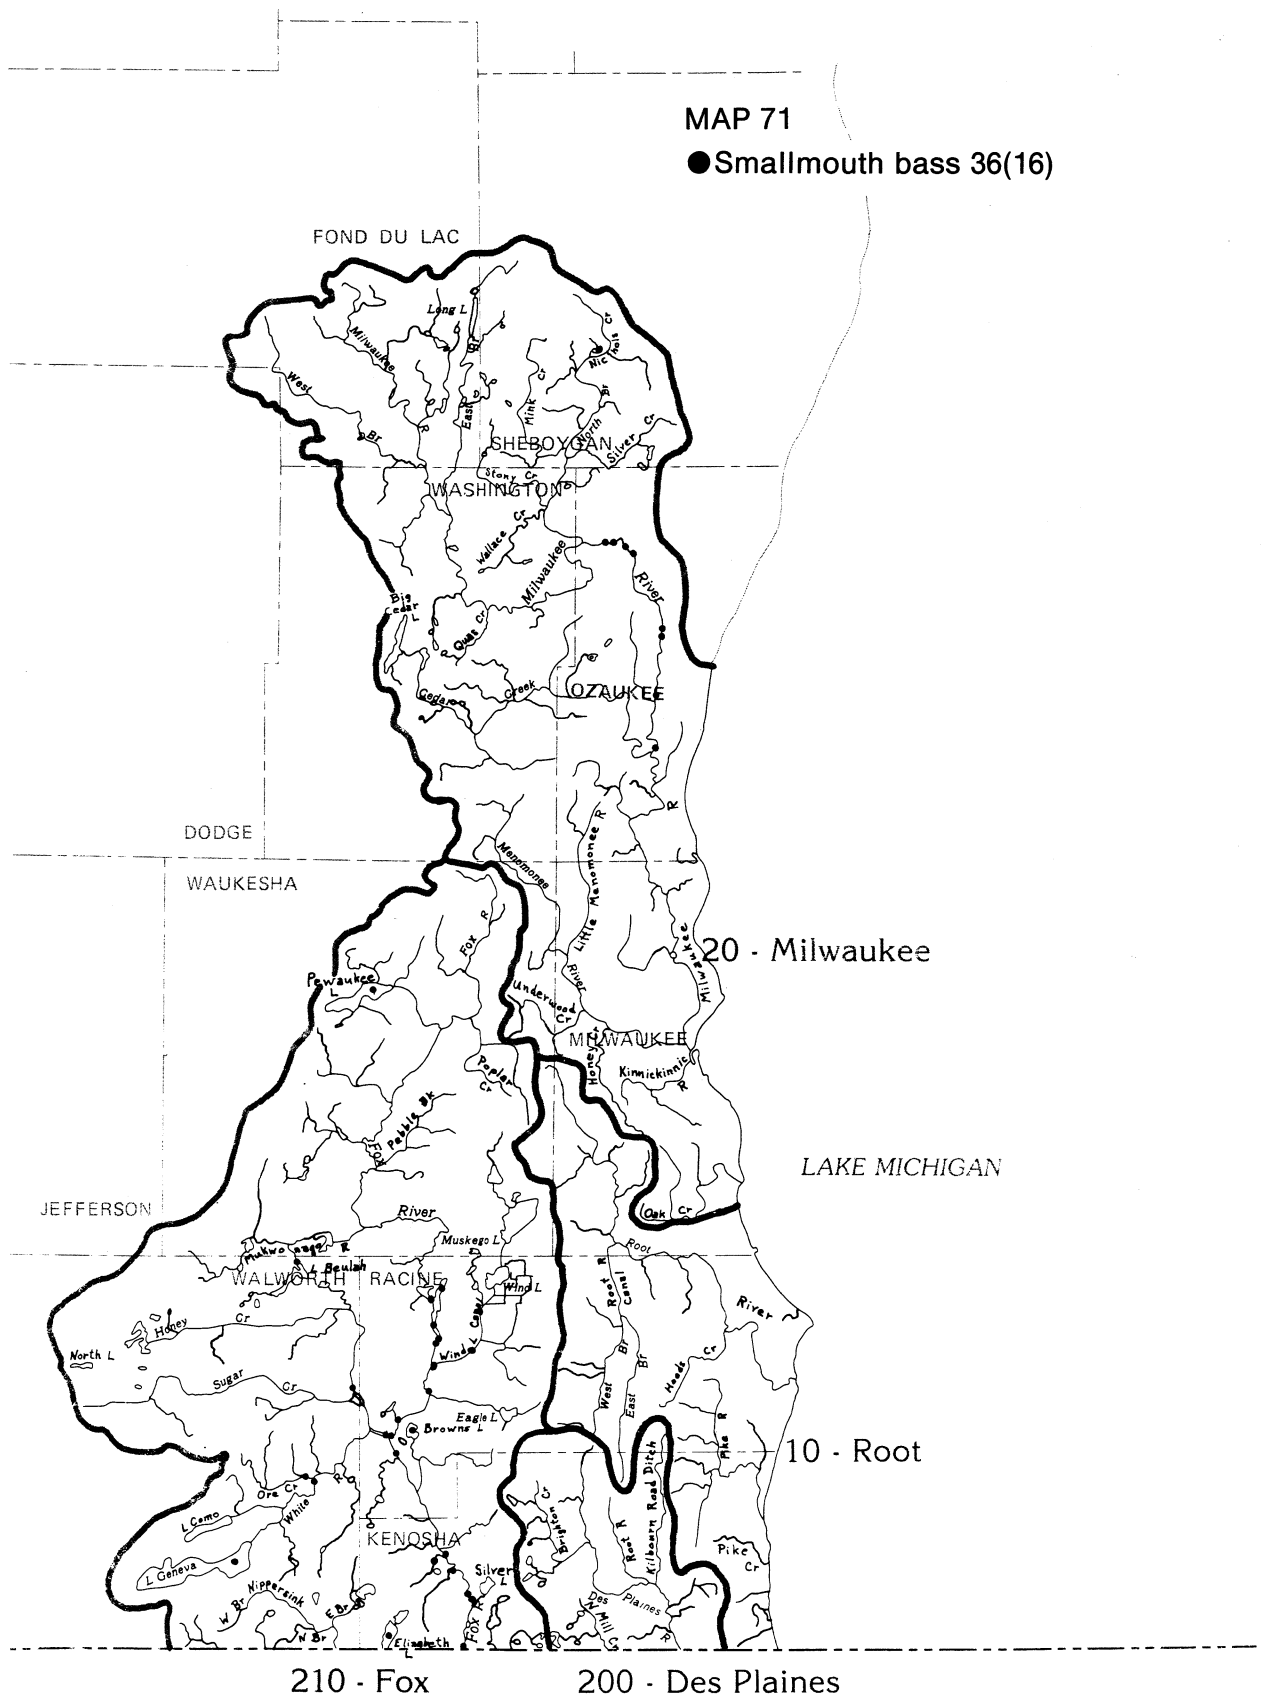 MAP 71
●Smallmouth bass 36(16)
FOND DU LAC
Long L
Milwaukee
R
West
Br
East
Br
Mink
Cr
Nichols
Cr
North
Br
Silver
Cr
SHEBOYGAN
Stony Cr
WASHINGTON
Wallace
Cr
Milwaukee
River
Big
Cedar
L
Quas Cr
Cedar
Creek
OZAUKEE
DODGE
WAUKESHA
Menomonee
River
Little Menomonee R
R
Milwaukee
20 - Milwaukee
Fox
R
Pewaukee
L
Underwood
Cr
MILWAUKEE
Honey Cr
Kinnickinnic
R
Poplar
Cr
Pebble Bk
Fox
LAKE MICHIGAN
JEFFERSON
River
Oak Cr
Muskego L
Root
River
Mukwonago R
L Beulah
WALWORTH
RACINE
Wind L
Root R
Canal
Honey
Cr
Wind L Canal
North L
Sugar
Cr
West
Br
East
Br
Hoods
Cr
Eagle L
Browns L
Pike R
10 - Root
Ore Cr
White
R
L Como
L Geneva
KENOSHA
Brighton
Cr
Root R
Kilbourn Road Ditch
Pike
Cr
Silver
L
W Br
Nippersink
E Br
N Br
Elizabeth
L
Fox R
Des
Plaines
R
N Mill
Cr
210 - Fox
200 - Des Plaines